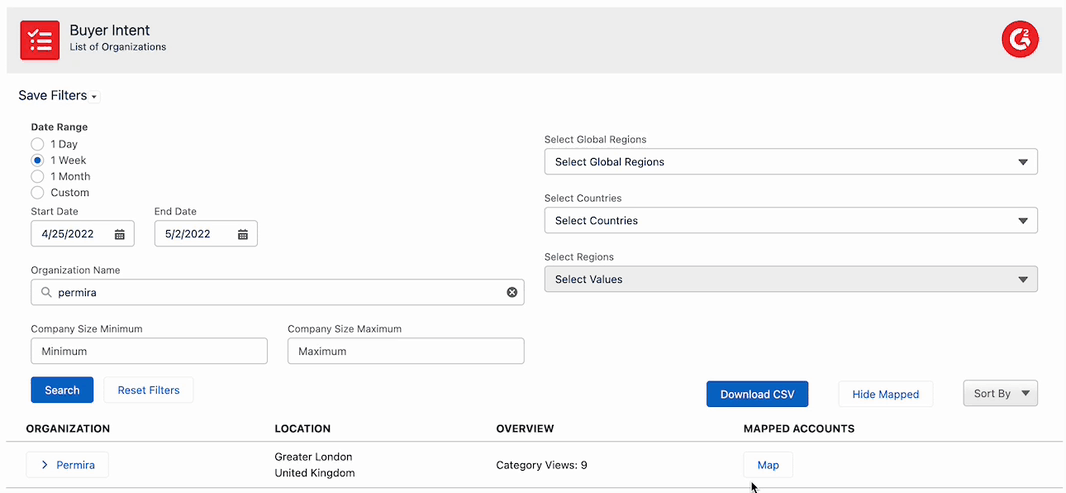 Buyer Intent
List of Organizations
G2
Save Filters
Date Range
1 Day
1 Week
1 Month
Custom
Start Date End Date
4/25/2022 5/2/2022
Organization Name
permira
Company Size Minimum Company Size Maximum
Minimum Maximum
Select Global Regions
Select Global Regions
Select Countries
Select Countries
Select Regions
Select Values
Search Reset Filters Download CSV Hide Mapped Sort By
ORGANIZATION LOCATION OVERVIEW MAPPED ACCOUNTS
Permira Greater London United Kingdom Category Views: 9 Map